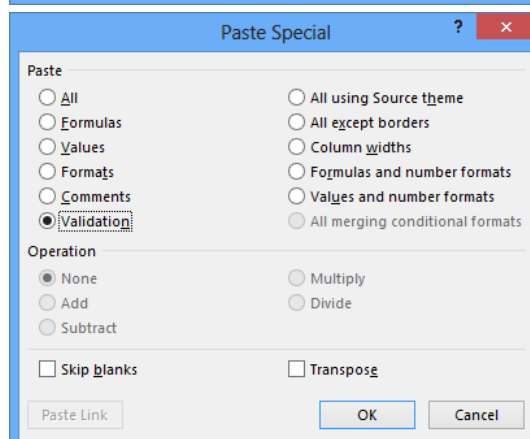 Paste Special ?
Paste
All
Formulas
Values
Formats
Comments
Validation
All using Source theme
All except borders
Column widths
Formulas and number formats
Values and number formats
All merging conditional formats
Operation
None
Add
Subtract
Multiply
Divide
Skip blanks
Transpose
Paste Link
OK
Cancel